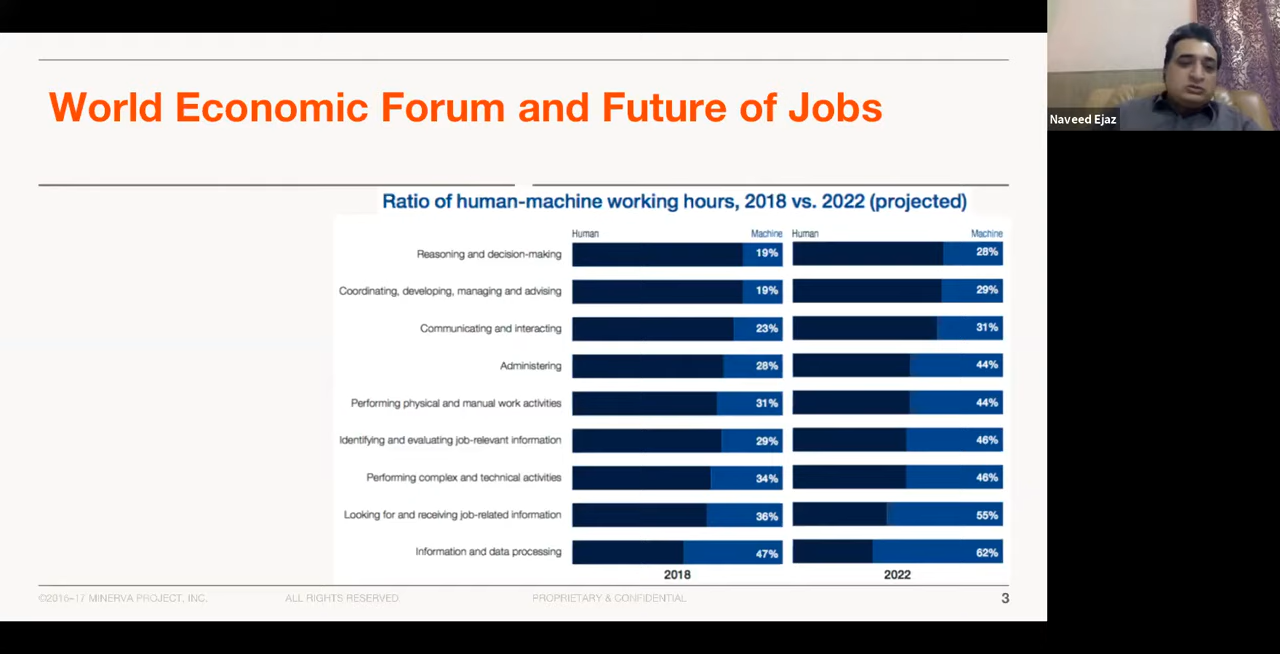 World Economic Forum and Future of Jobs
Naveed Ejaz
Ratio of human-machine working hours, 2018 vs. 2022 (projected)
Human Machine Human Machine
Reasoning and decision-making 19% 28%
Coordinating, developing, managing and advising 19% 29%
Communicating and interacting 23% 31%
Administering 28% 44%
Performing physical and manual work activities 31% 44%
Identifying and evaluating job-relevant information 29% 46%
Performing complex and technical activities 34% 46%
Looking for and receiving job-related information 36% 55%
Information and data processing 47% 62%
2018 2022
©2016–17 MINERVA PROJECT, INC. ALL RIGHTS RESERVED. PROPRIETARY & CONFIDENTIAL 3